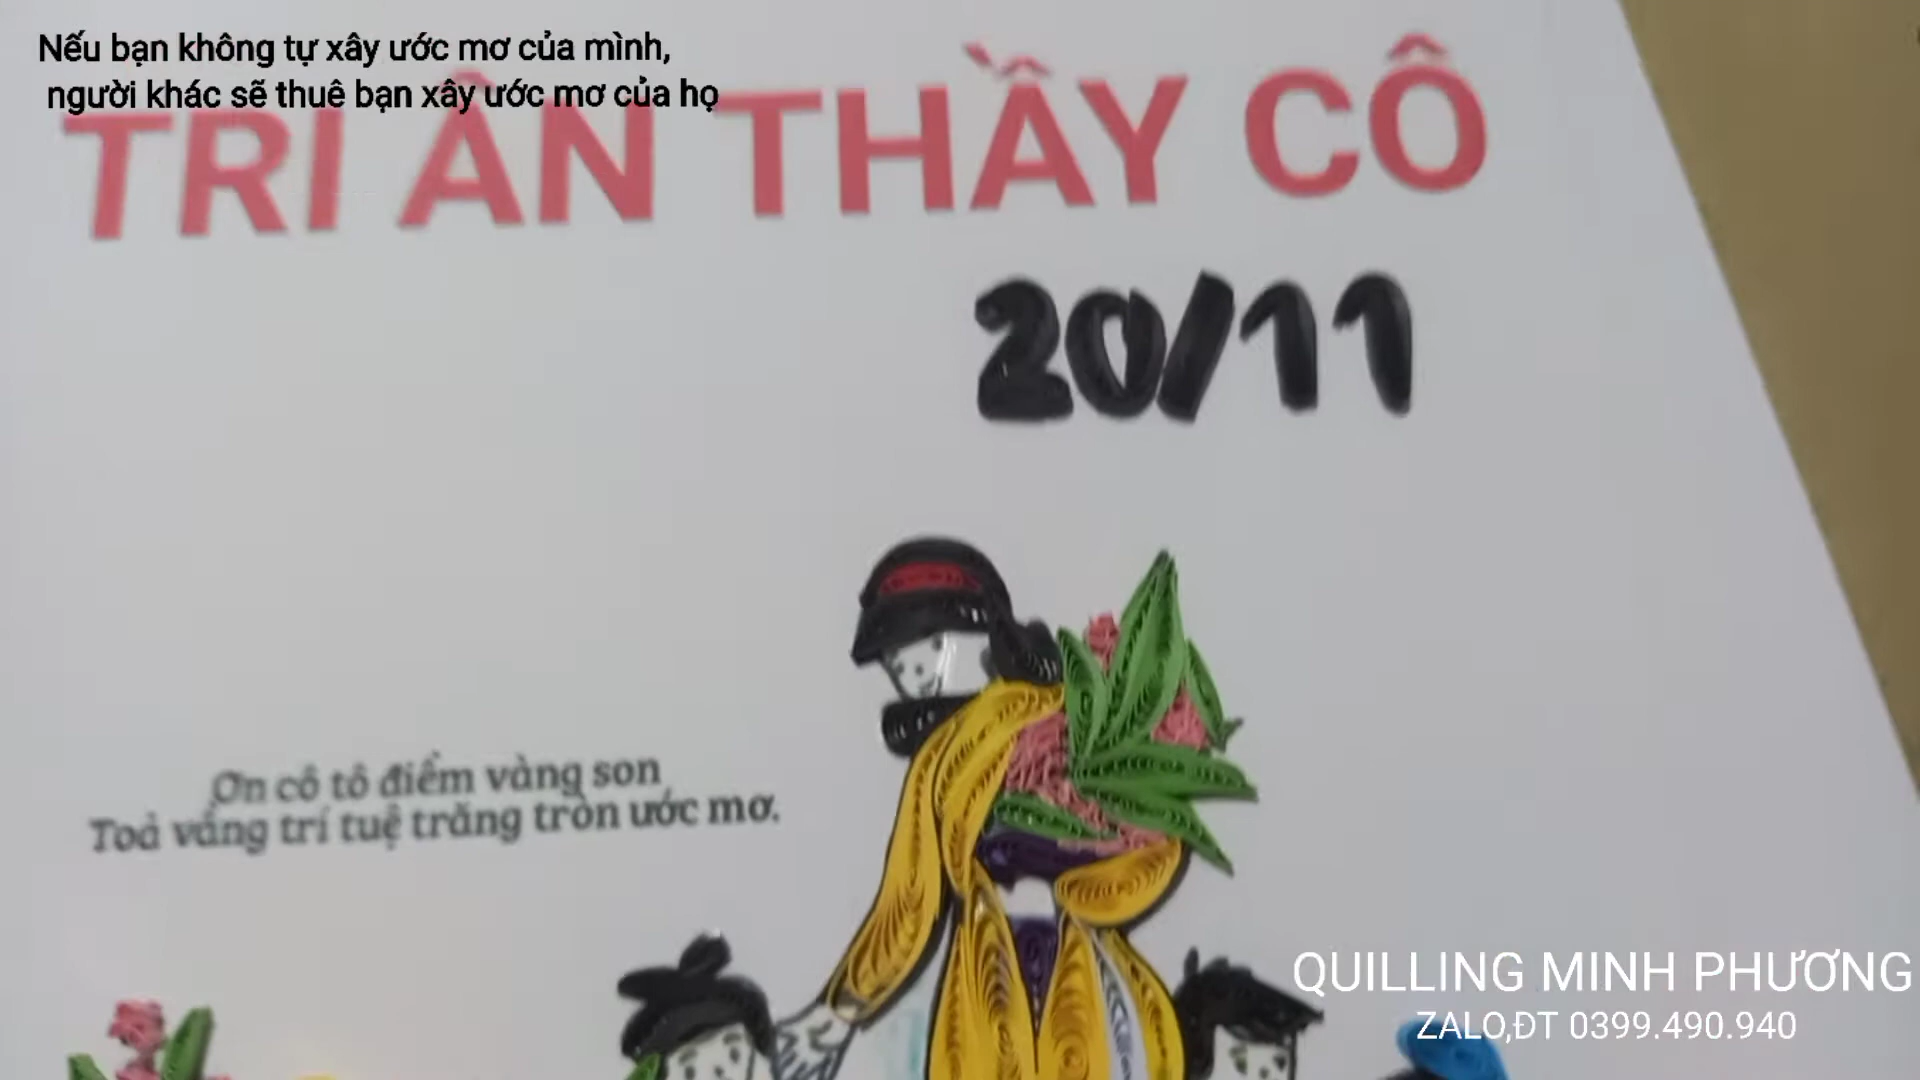 Nếu bạn không tự xây ước mơ của mình,
người khác sẽ thuê bạn xây ước mơ của họ
TRI ÂN THẦY CÔ
20/11
Ơn cô tô điểm vàng son
Toả vầng trí tuệ trăng tròn ước mơ.
QUILLING MINH PHƯƠNG
ZALO,ĐT 0399.490.940